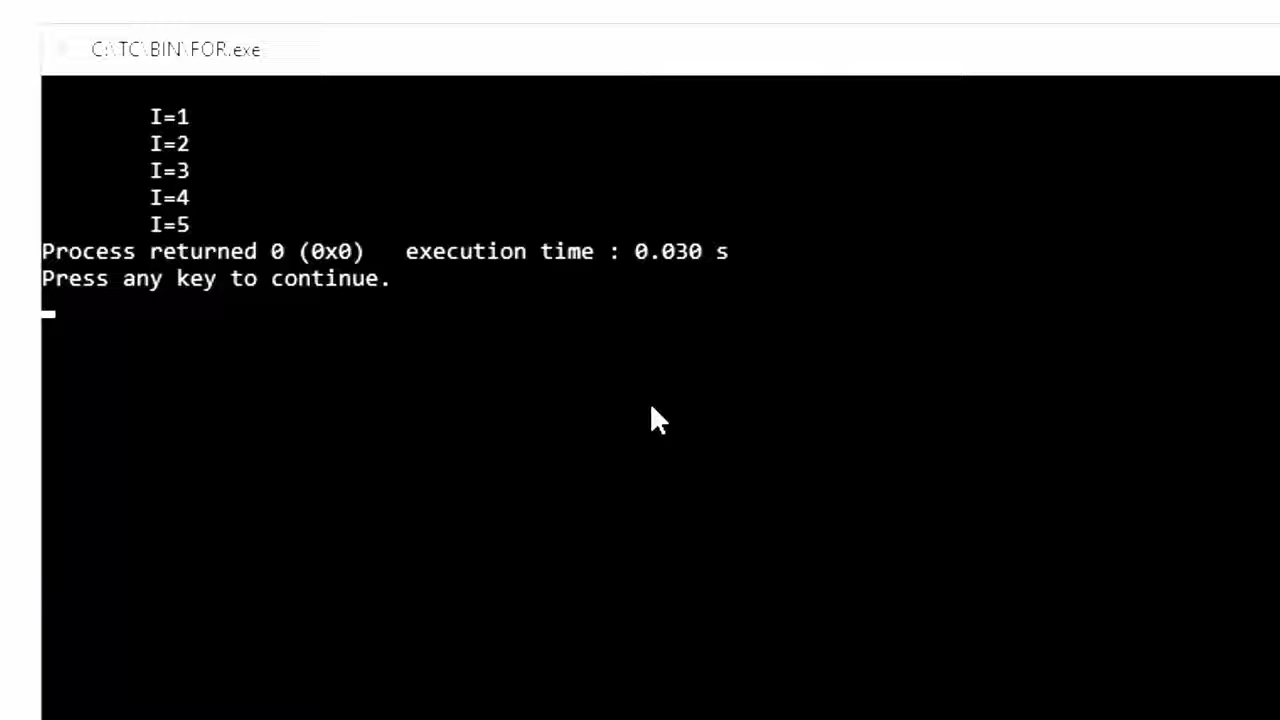 C:\TC\BIN\FOR.exe
I=1
I=2
I=3
I=4
I=5
Process returned 0 (0x0)   execution time : 0.030 s
Press any key to continue.